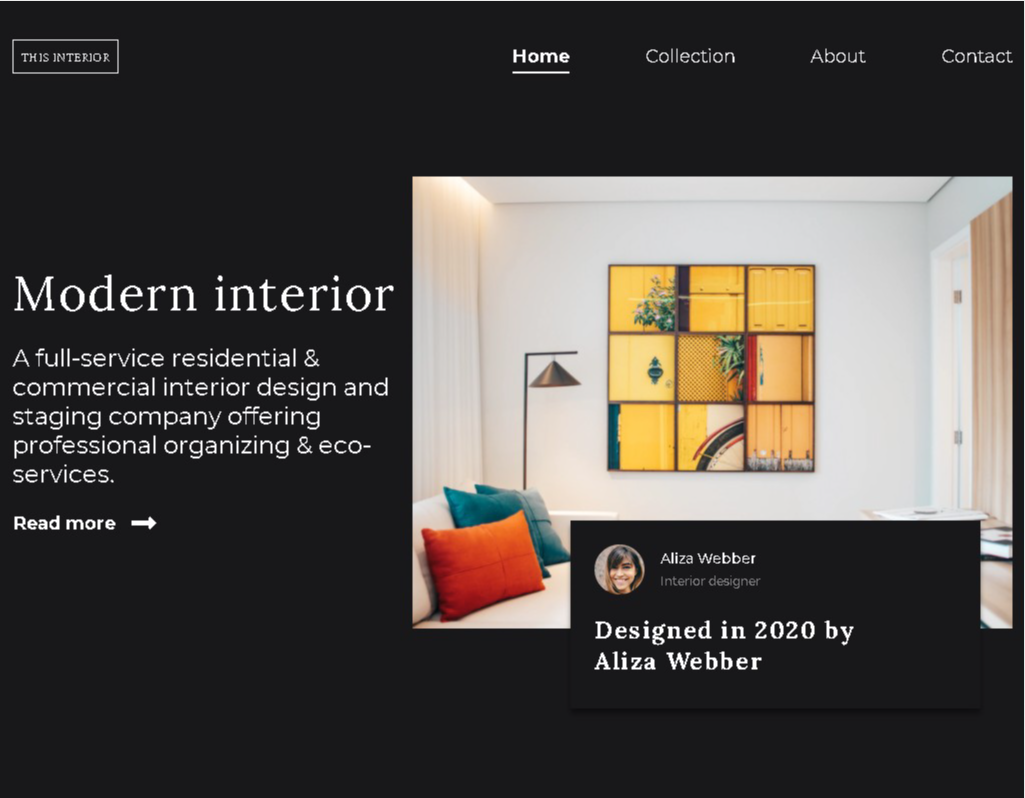 THIS INTERIOR
Home
Collection
About
Contact
Modern interior
A full-service residential &
commercial interior design and
staging company offering
professional organizing & eco-
services.
Read more
Aliza Webber
Interior designer
Designed in 2020 by
Aliza Webber